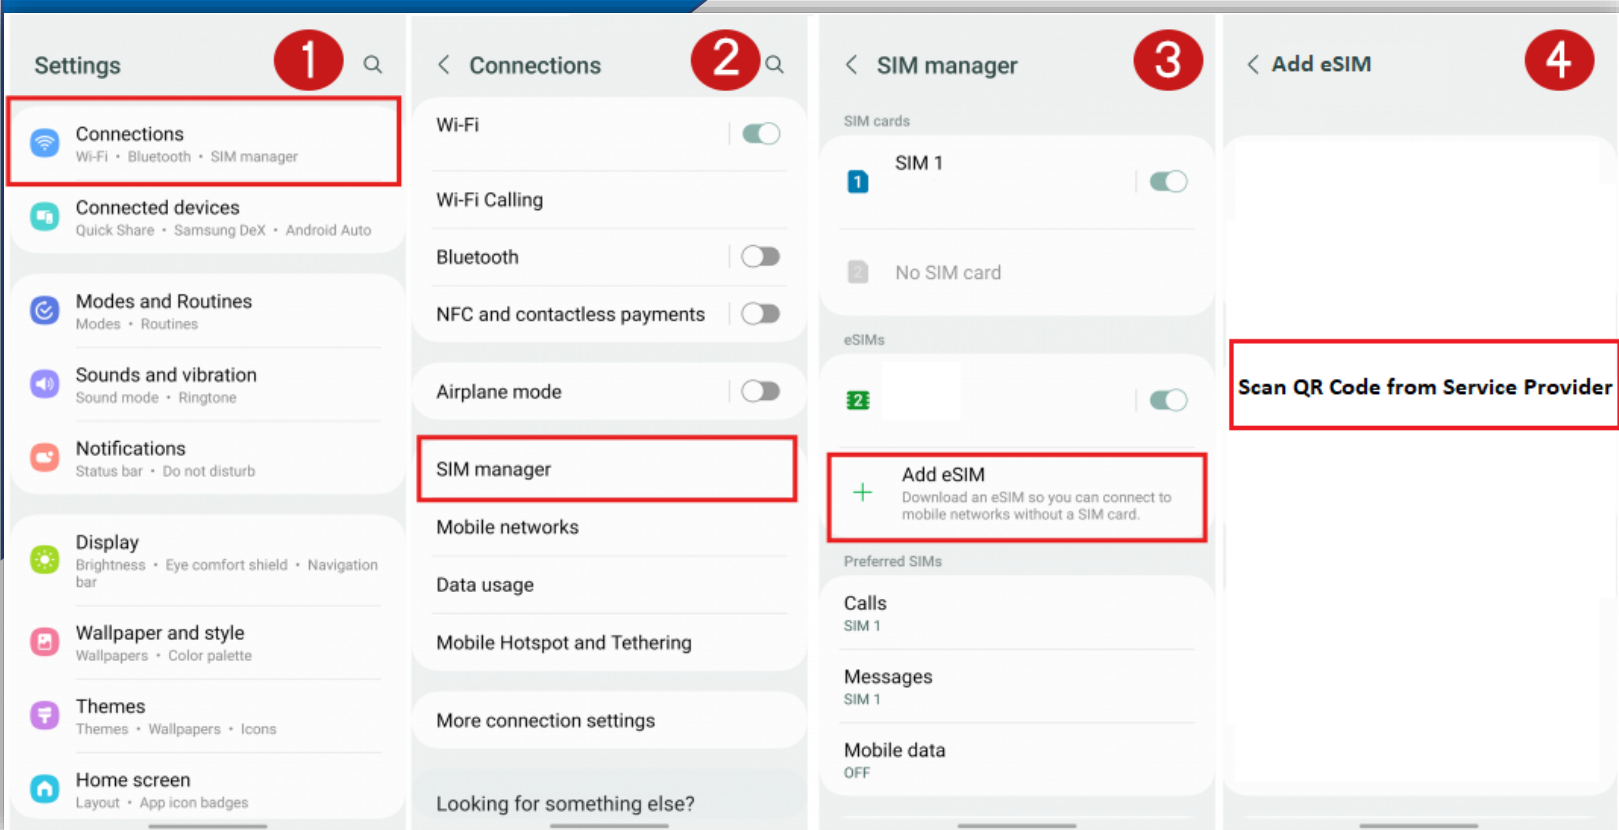 Settings
1
Connections
Wi-Fi • Bluetooth • SIM manager
Connected devices
Quick Share • Samsung DeX • Android Auto
Modes and Routines
Modes • Routines
Sounds and vibration
Sound mode • Ringtone
Notifications
Status bar • Do not disturb
Display
Brightness • Eye comfort shield • Navigation
bar
Wallpaper and style
Wallpapers • Color palette
Themes
Themes • Wallpapers • Icons
Home screen
Layout • App icon badges
Connections
2
Wi-Fi
Wi-Fi Calling
Bluetooth
NFC and contactless payments
Airplane mode
SIM manager
Mobile networks
Data usage
Mobile Hotspot and Tethering
More connection settings
Looking for something else?
SIM manager
3
SIM cards
1
SIM 1
2
No SIM card
eSIMs
2
Add eSIM
Download an eSIM so you can connect to
mobile networks without a SIM card.
Preferred SIMs
Calls
SIM 1
Messages
SIM 1
Mobile data
OFF
Add eSIM
4
Scan QR Code from Service Provider